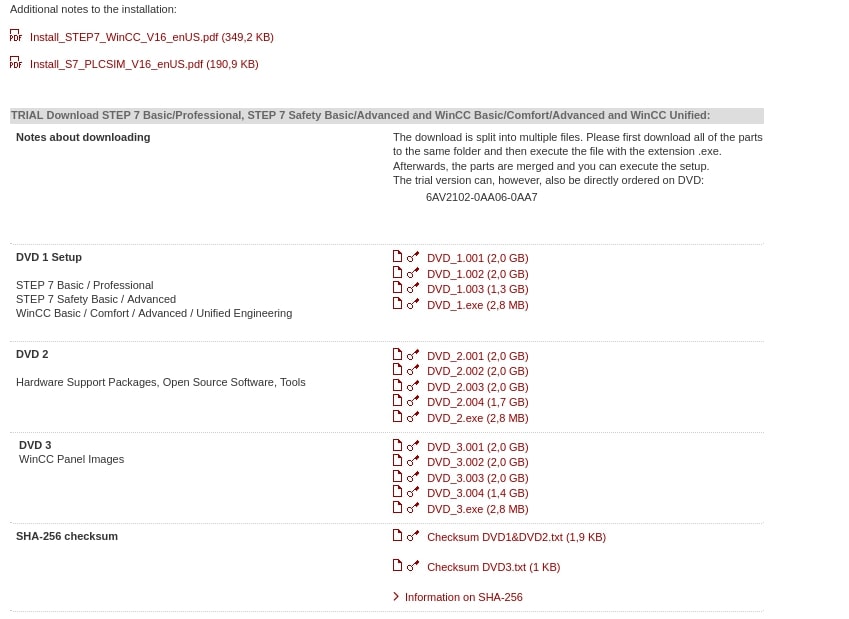 Additional notes to the installation:
PDF Install_STEP7_WinCC_V16_enUS.pdf (349,2 KB)
PDF Install_S7_PLCSIM_V16_enUS.pdf (190,9 KB)
TRIAL Download STEP 7 Basic/Professional, STEP 7 Safety Basic/Advanced and WinCC Basic/Comfort/Advanced and WinCC Unified:
Notes about downloading
The download is split into multiple files. Please first download all of the parts
to the same folder and then execute the file with the extension .exe.
Afterwards, the parts are merged and you can execute the setup.
The trial version can, however, also be directly ordered on DVD:
6AV2102-0AA06-0AA7
DVD 1 Setup
STEP 7 Basic / Professional
STEP 7 Safety Basic / Advanced
WinCC Basic / Comfort / Advanced / Unified Engineering
DVD_1.001 (2,0 GB)
DVD_1.002 (2,0 GB)
DVD_1.003 (1,3 GB)
DVD_1.exe (2,8 MB)
DVD 2
Hardware Support Packages, Open Source Software, Tools
DVD_2.001 (2,0 GB)
DVD_2.002 (2,0 GB)
DVD_2.003 (2,0 GB)
DVD_2.004 (1,7 GB)
DVD_2.exe (2,8 MB)
DVD 3
WinCC Panel Images
DVD_3.001 (2,0 GB)
DVD_3.002 (2,0 GB)
DVD_3.003 (2,0 GB)
DVD_3.004 (1,4 GB)
DVD_3.exe (2,8 MB)
SHA-256 checksum
Checksum DVD1&DVD2.txt (1,9 KB)
Checksum DVD3.txt (1 KB)
Information on SHA-256